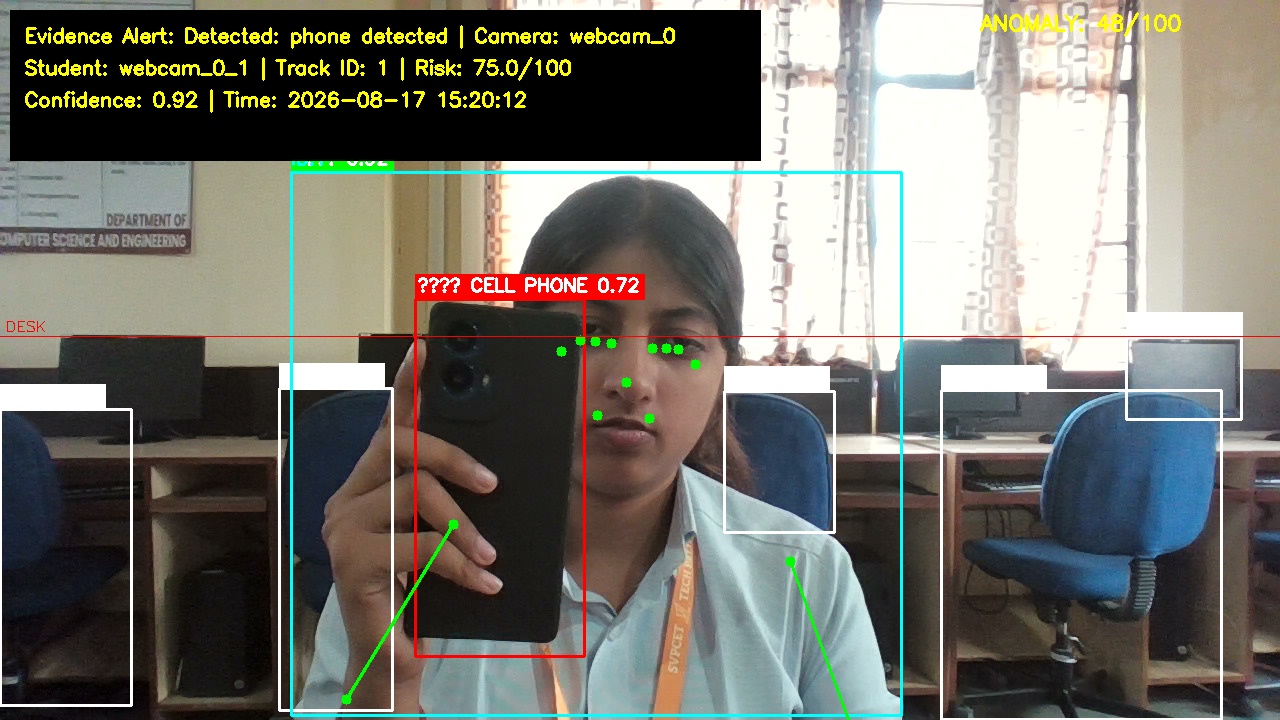 Evidence Alert: Detected: phone detected | Camera: webcam_0
Student: webcam_0_1 | Track ID: 1 | Risk: 75.0/100
Confidence: 0.92 | Time: 2026-08-17 15:20:12
ANOMALY: 48/100
DEPARTMENT OF
COMPUTER SCIENCE AND ENGINEERING
???? CELL PHONE 0.72
DESK
SVPCET
TECH